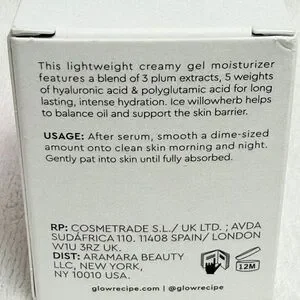 This lightweight creamy gel moisturizer
features a blend of 3 plum extracts, 5 weights
of hyaluronic acid & polyglutamic acid for long
lasting, intense hydration. Ice willowherb helps
to balance oil and support the skin barrier.
USAGE: After serum, smooth a dime-sized
amount onto clean skin morning and night.
Gently pat into skin until fully absorbed.
RP: COSMETRADE S.L./ UK LTD. ; AVDA
SUDÁFRICA 110. 11408 SPAIN/ LONDON
W1U 3RZ UK.
DIST: ARAMARA BEAUTY
LLC, NEW YORK,
NY 10010 USA.
12M
glowrecipe.com | @glowrecipe